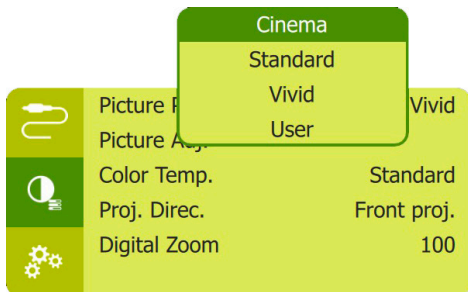 Cinema
Standard
Vivid
User
Picture Vivid
Picture
Color Temp. Standard
Proj. Direc. Front proj.
Digital Zoom 100